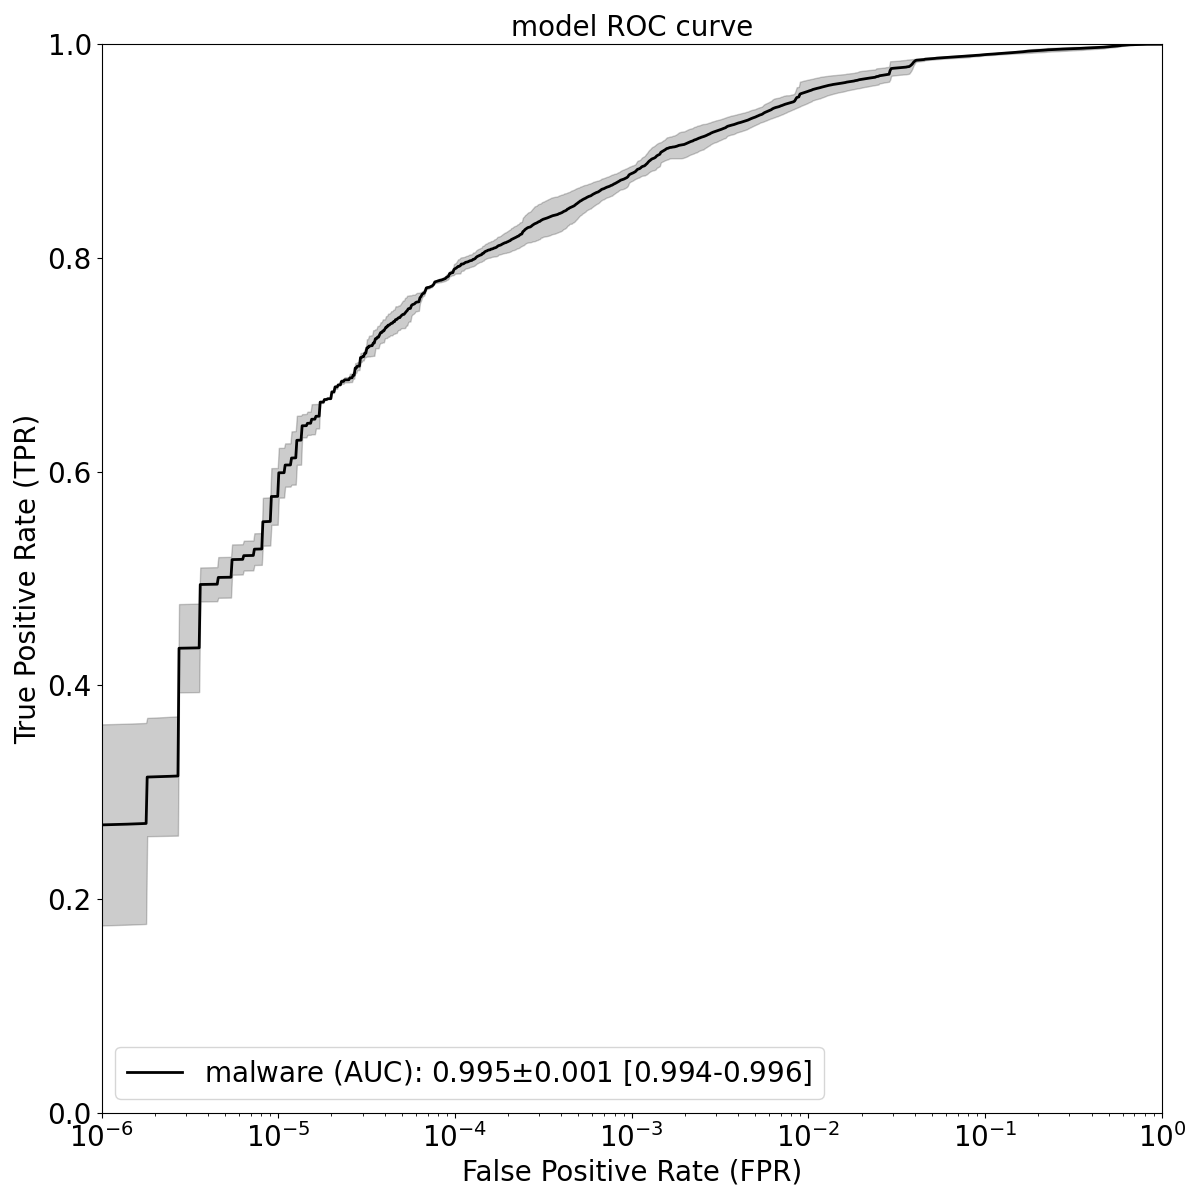 model ROC curve
1.0
0.8
0.6
0.4
0.2
0.0
True Positive Rate (TPR)
malware (AUC): 0.995±0.001 [0.994-0.996]
10⁻⁶ 10⁻⁵ 10⁻⁴ 10⁻³ 10⁻² 10⁻¹ 10⁰
False Positive Rate (FPR)